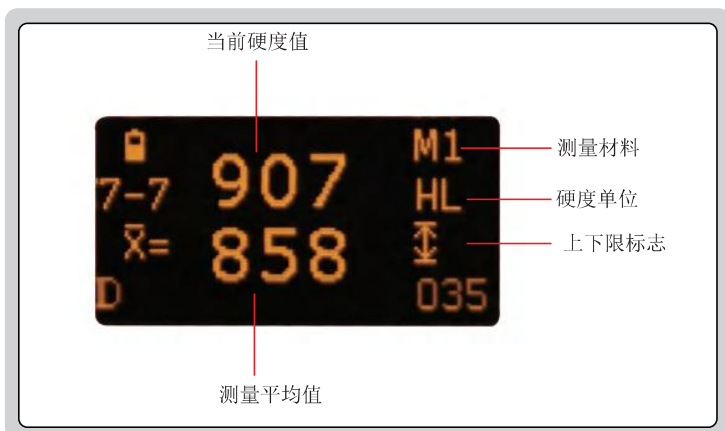 当前硬度值
M1
测量材料
7-7
907
HL
硬度单位
X̄=
858
上下限标志
D
035
测量平均值